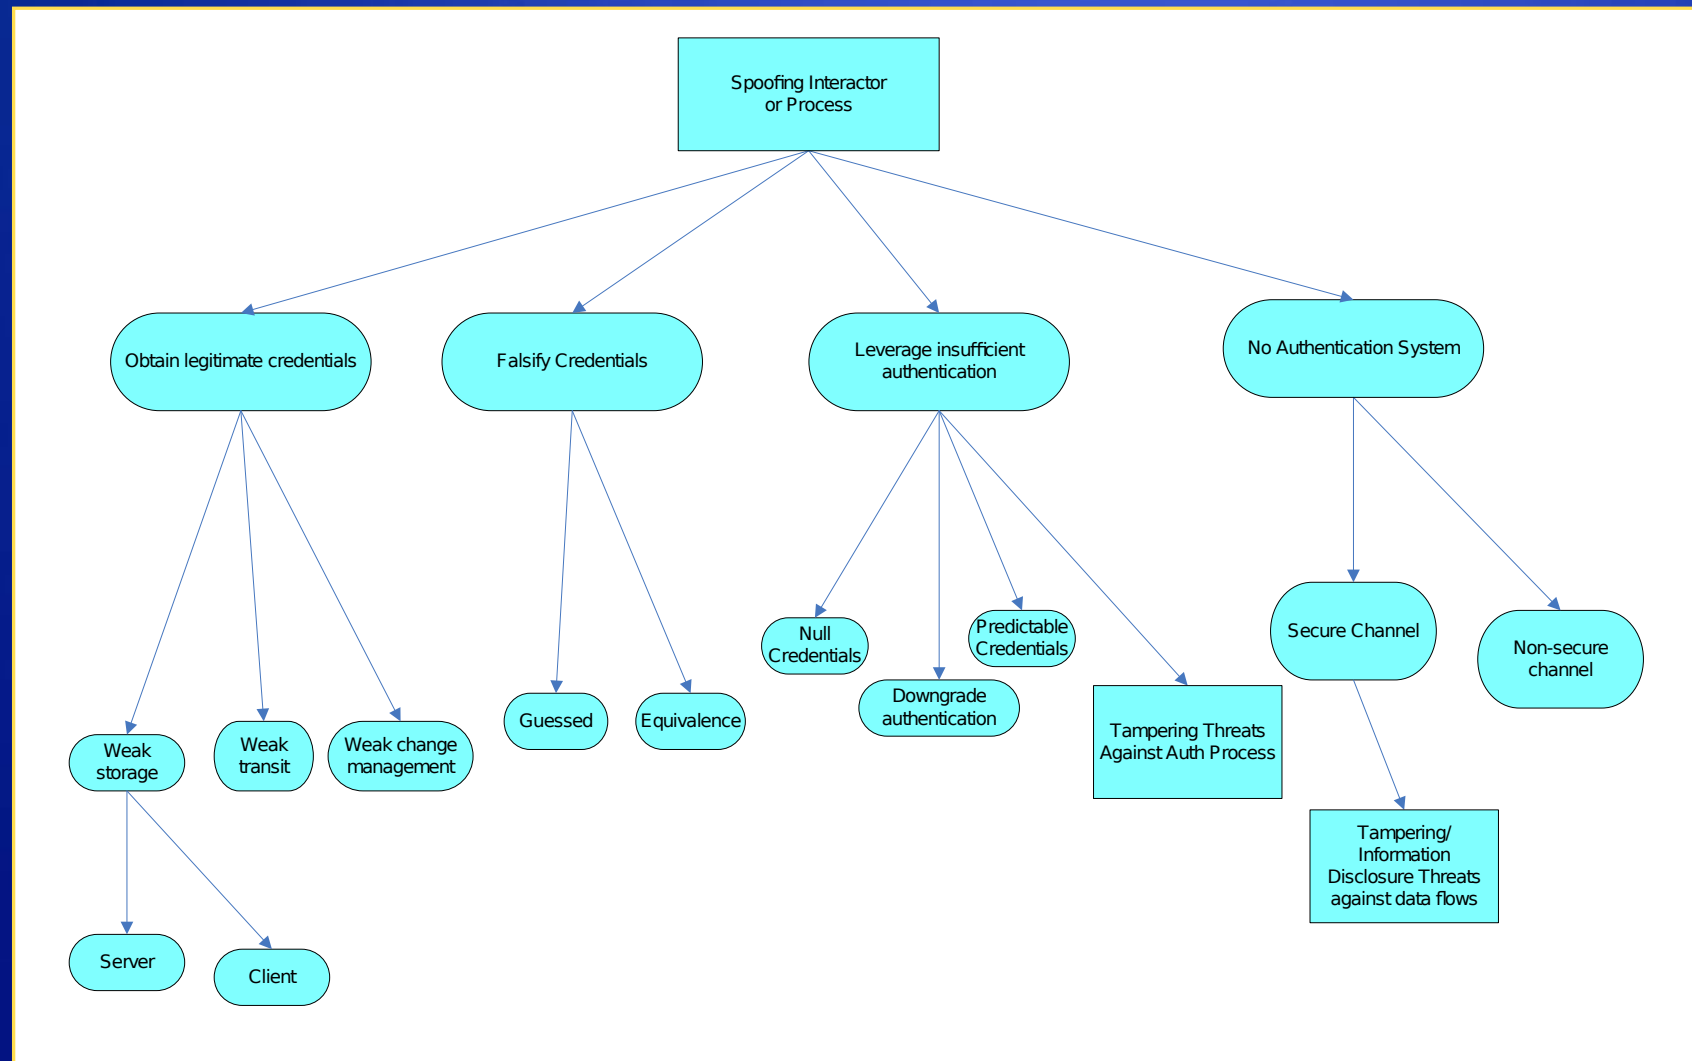 Spoofing Interactor
or Process
Obtain legitimate credentials
Falsify Credentials
Leverage insufficient
authentication
No Authentication System
Null
Credentials
Predictable
Credentials
Downgrade
authentication
Tampering Threats
Against Auth Process
Secure Channel
Non-secure
channel
Guessed
Equivalence
Weak
storage
Weak
transit
Weak change
management
Tampering/
Information
Disclosure Threats
against data flows
Server
Client